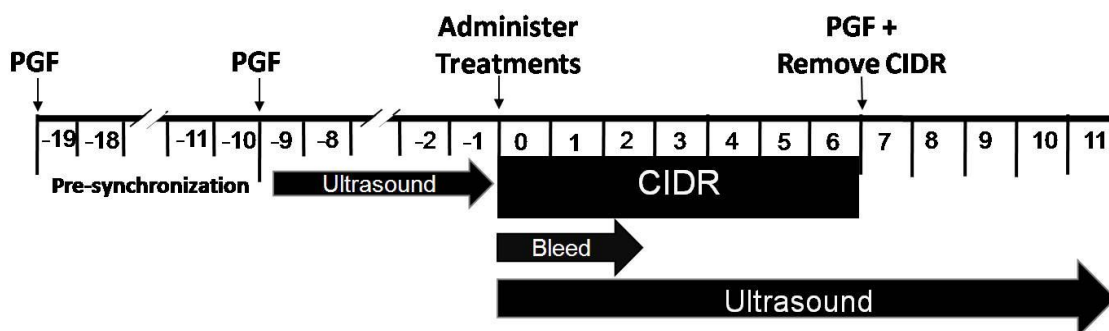 Administer
Treatments
PGF +
Remove CIDR
PGF
PGF
-19 -18 -11 -10 -9 -8 -2 -1 0 1 2 3 4 5 6 7 8 9 10 11
Pre-synchronization
Ultrasound
CIDR
Bleed
Ultrasound